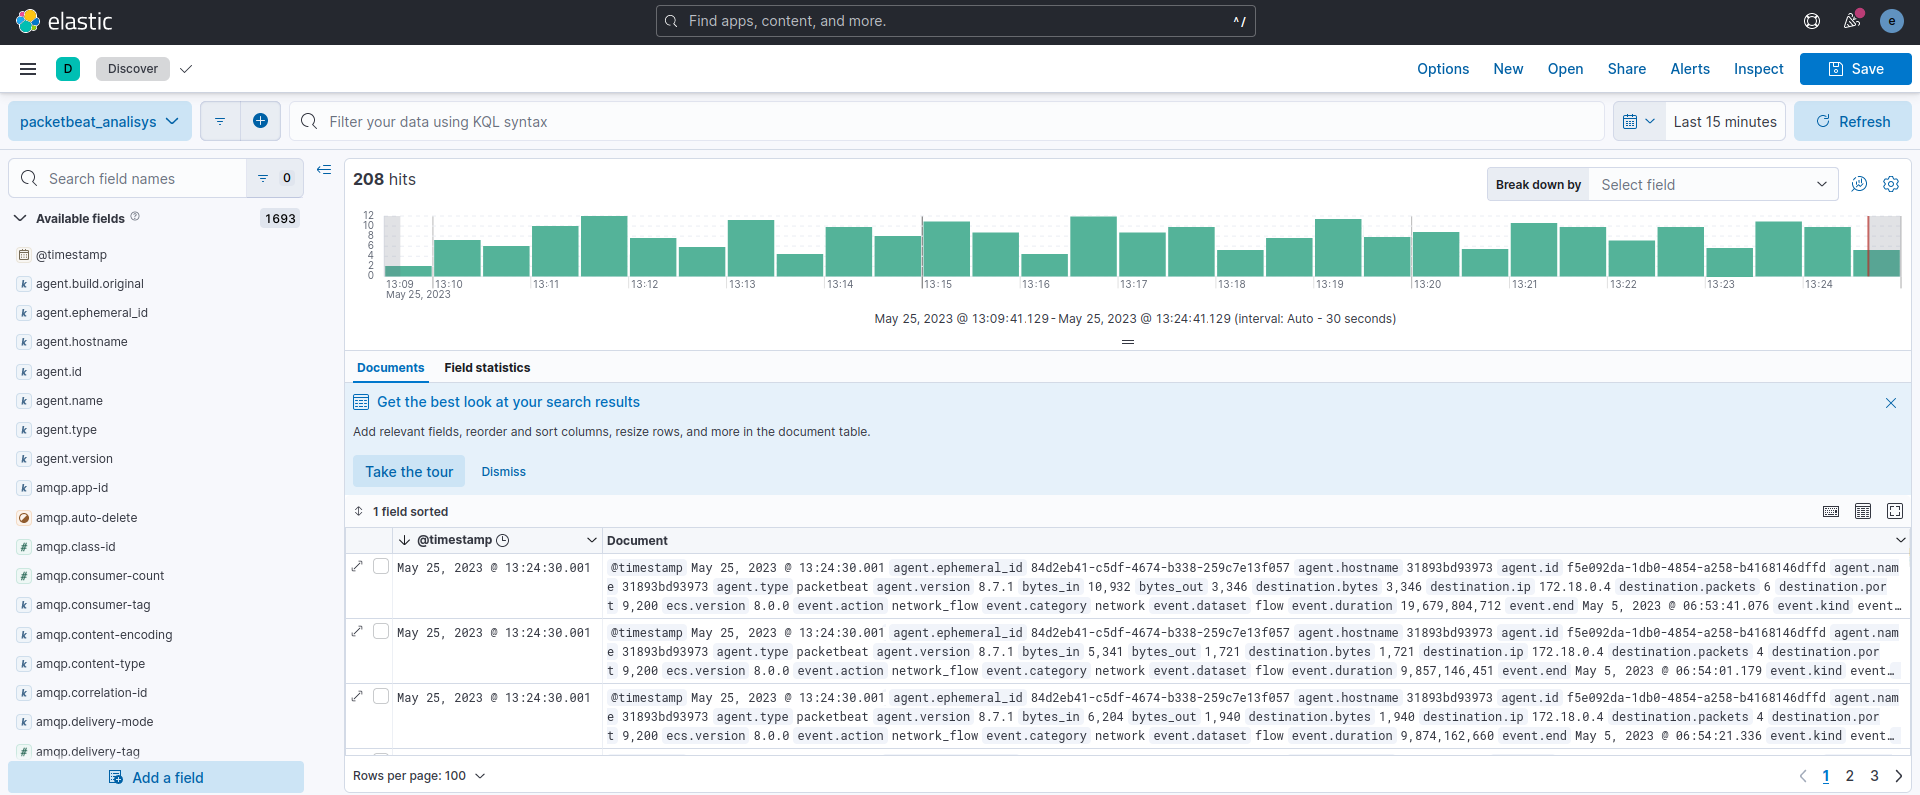 elastic
Find apps, content, and more.
^/
e
D
Discover
Options
New
Open
Share
Alerts
Inspect
Save
packetbeat_analisys
Filter your data using KQL syntax
Last 15 minutes
Refresh
Search field names
0
Available fields
1693
@timestamp
agent.build.original
agent.ephemeral_id
agent.hostname
agent.id
agent.name
agent.type
agent.version
amqp.app-id
amqp.auto-delete
amqp.class-id
amqp.consumer-count
amqp.consumer-tag
amqp.content-encoding
amqp.content-type
amqp.correlation-id
amqp.delivery-mode
amqp.delivery-tag
Add a field
208 hits
Break down by
Select field
12
10
8
6
4
2
0
13:09 13:10 13:11 13:12 13:13 13:14 13:15 13:16 13:17 13:18 13:19 13:20 13:21 13:22 13:23 13:24
May 25, 2023
May 25, 2023 @ 13:09:41.129 - May 25, 2023 @ 13:24:41.129 (interval: Auto - 30 seconds)
Documents
Field statistics
Get the best look at your search results
Add relevant fields, reorder and sort columns, resize rows, and more in the document table.
Take the tour
Dismiss
1 field sorted
@timestamp
Document
May 25, 2023 @ 13:24:30.001
@timestamp May 25, 2023 @ 13:24:30.001 agent.ephemeral_id 84d2eb41-c5df-4674-b338-259c7e13f057 agent.hostname 31893bd93973 agent.id f5e092da-1db0-4854-a258-b4168146dffd agent.nam
e 31893bd93973 agent.type packetbeat agent.version 8.7.1 bytes_in 10,932 bytes_out 3,346 destination.bytes 3,346 destination.ip 172.18.0.4 destination.packets 6 destination.por
t 9,200 ecs.version 8.0.0 event.action network_flow event.category network event.dataset flow event.duration 19,679,804,712 event.end May 5, 2023 @ 06:53:41.076 event.kind event…
May 25, 2023 @ 13:24:30.001
@timestamp May 25, 2023 @ 13:24:30.001 agent.ephemeral_id 84d2eb41-c5df-4674-b338-259c7e13f057 agent.hostname 31893bd93973 agent.id f5e092da-1db0-4854-a258-b4168146dffd agent.nam
e 31893bd93973 agent.type packetbeat agent.version 8.7.1 bytes_in 5,341 bytes_out 1,721 destination.bytes 1,721 destination.ip 172.18.0.4 destination.packets 4 destination.por
t 9,200 ecs.version 8.0.0 event.action network_flow event.category network event.dataset flow event.duration 9,857,146,451 event.end May 5, 2023 @ 06:54:01.179 event.kind event…
May 25, 2023 @ 13:24:30.001
@timestamp May 25, 2023 @ 13:24:30.001 agent.ephemeral_id 84d2eb41-c5df-4674-b338-259c7e13f057 agent.hostname 31893bd93973 agent.id f5e092da-1db0-4854-a258-b4168146dffd agent.nam
e 31893bd93973 agent.type packetbeat agent.version 8.7.1 bytes_in 6,204 bytes_out 1,940 destination.bytes 1,940 destination.ip 172.18.0.4 destination.packets 4 destination.por
t 9,200 ecs.version 8.0.0 event.action network_flow event.category network event.dataset flow event.duration 9,874,162,660 event.end May 5, 2023 @ 06:54:21.336 event.kind event…
Rows per page: 100
1 2 3